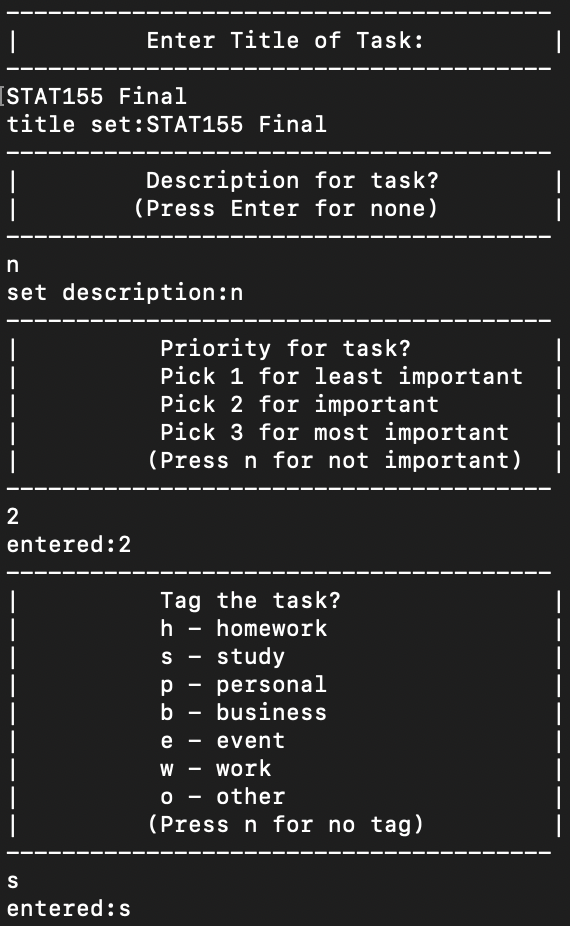 ---------------------------------------
|         Enter Title of Task:         |
---------------------------------------
STAT155 Final
title set:STAT155 Final
---------------------------------------
|         Description for task?        |
|        (Press Enter for none)        |
---------------------------------------
n
set description:n
---------------------------------------
|          Priority for task?          |
|          Pick 1 for least important  |
|          Pick 2 for important        |
|          Pick 3 for most important   |
|         (Press n for not important)  |
---------------------------------------
2
entered:2
---------------------------------------
|          Tag the task?               |
|          h - homework                |
|          s - study                   |
|          p - personal                |
|          b - business                |
|          e - event                   |
|          w - work                    |
|          o - other                   |
|         (Press n for no tag)         |
---------------------------------------
s
entered:s